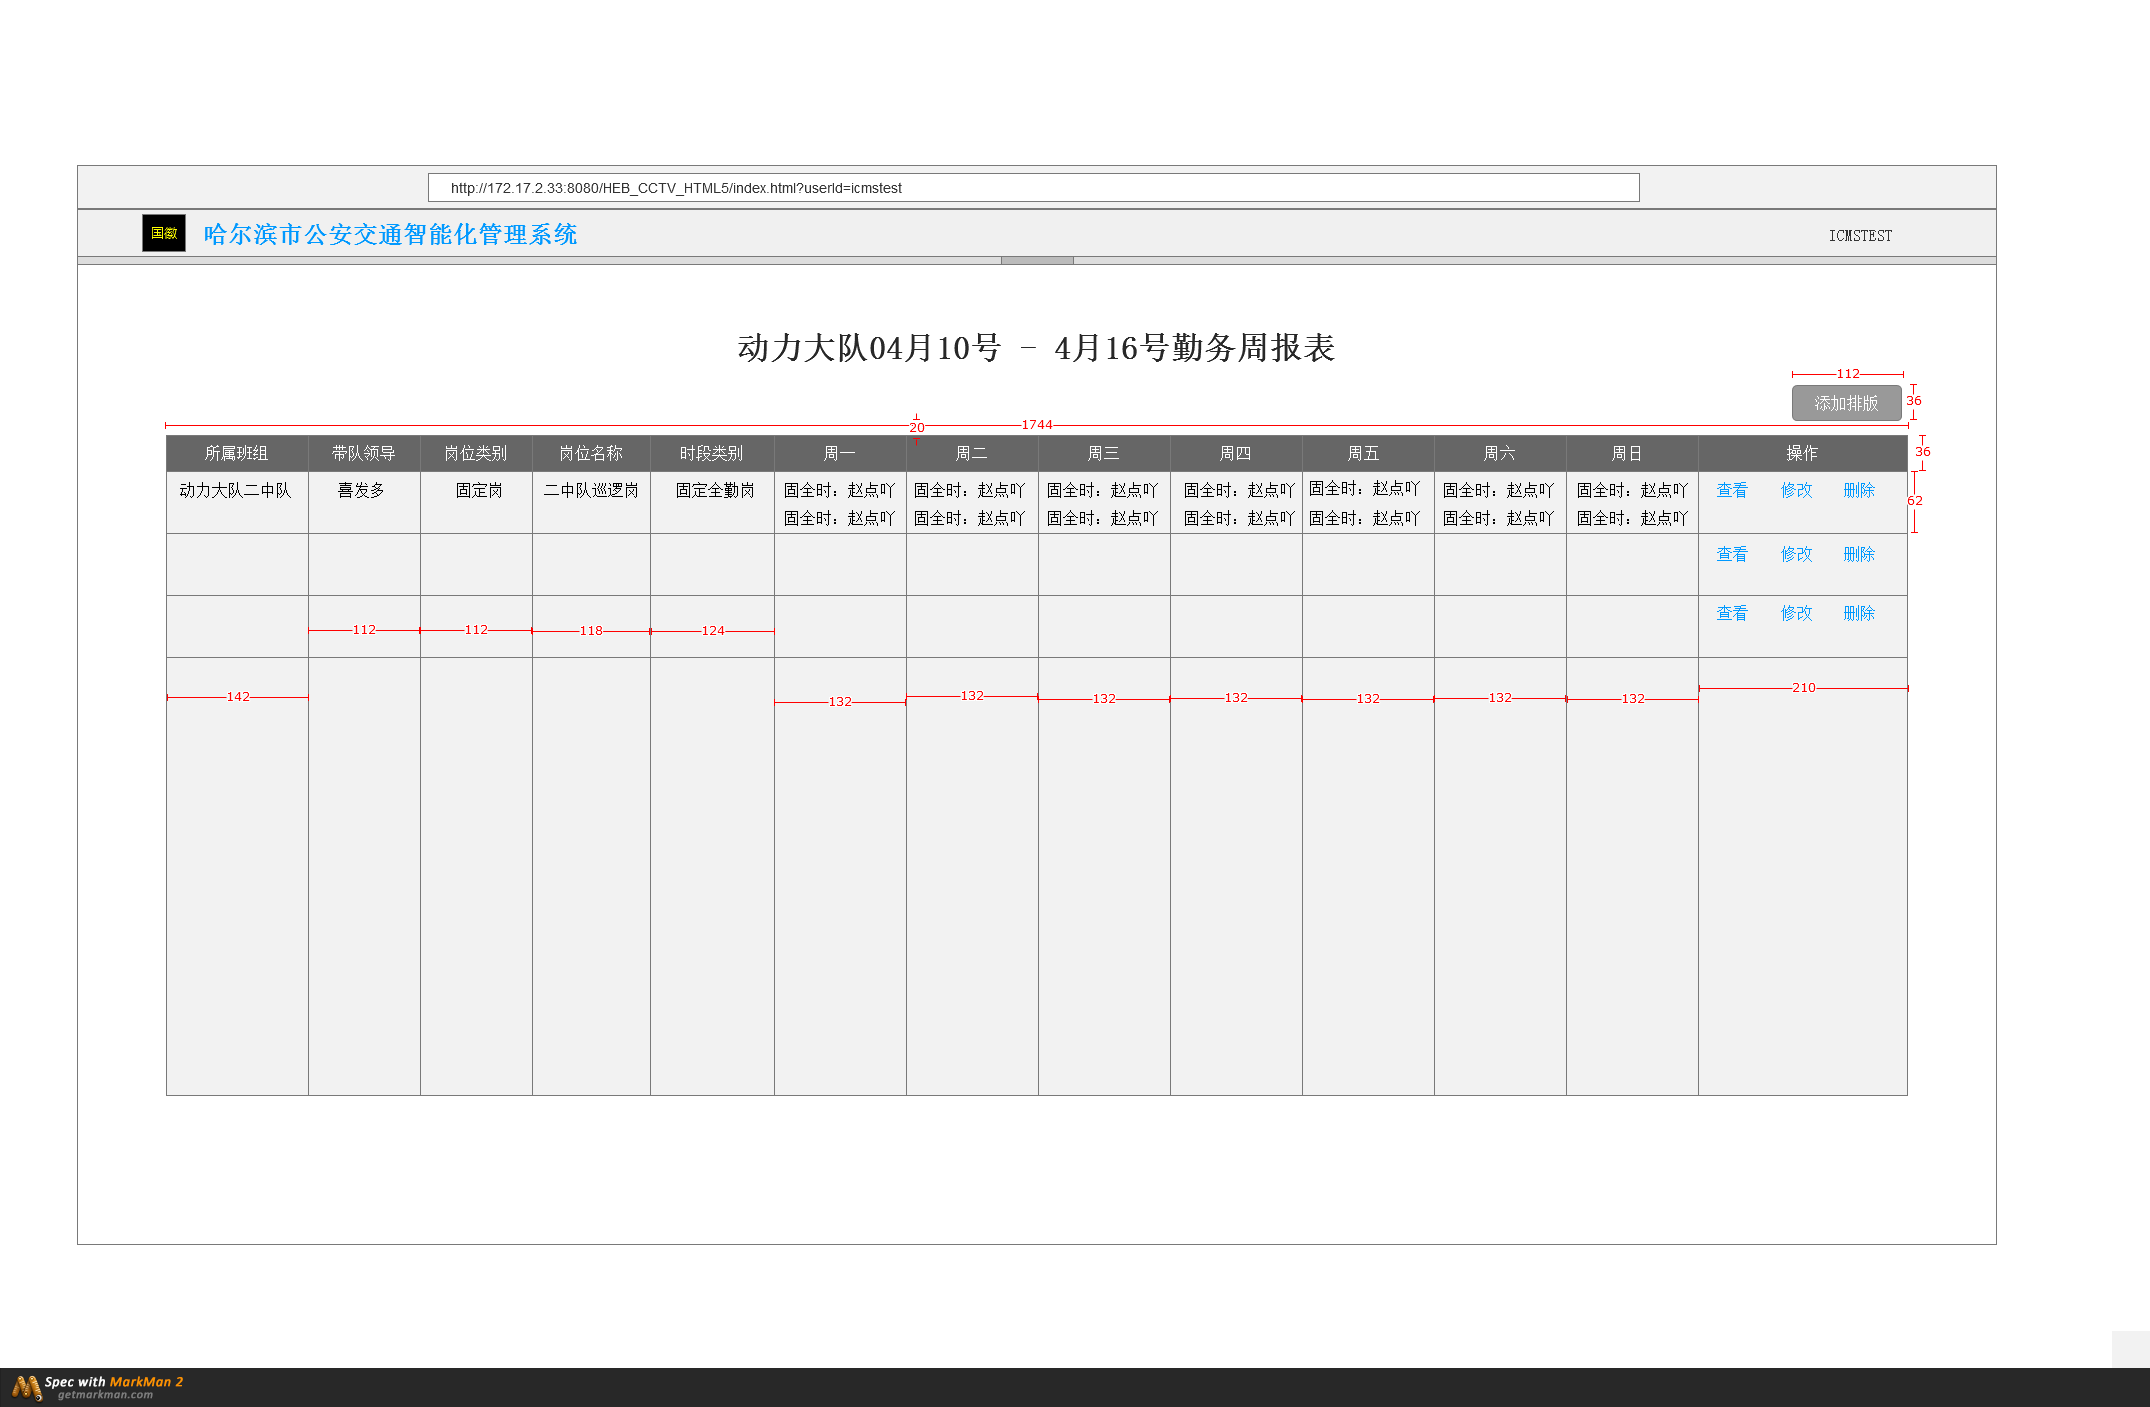 http://172.17.2.33:8080/HEB_CCTV_HTML5/index.html?userId=icmstest
国徽 哈尔滨市公安交通智能化管理系统 ICMSTEST
动力大队04月10号 - 4月16号勤务周报表
112
添加排版 36
20 1744
所属班组 带队领导 岗位类别 岗位名称 时段类别 周一 周二 周三 周四 周五 周六 周日 操作 36
动力大队二中队 喜发多 固定岗 二中队巡逻岗 固定全勤岗 固全时：赵点吖 固全时：赵点吖 固全时：赵点吖 固全时：赵点吖 固全时：赵点吖 固全时：赵点吖 固全时：赵点吖 查看 修改 删除 62
固全时：赵点吖 固全时：赵点吖 固全时：赵点吖 固全时：赵点吖 固全时：赵点吖 固全时：赵点吖 固全时：赵点吖
查看 修改 删除
查看 修改 删除
112 112 118 124
142 132 132 132 132 132 132 132 210
Spec with MarkMan 2
getmarkman.com